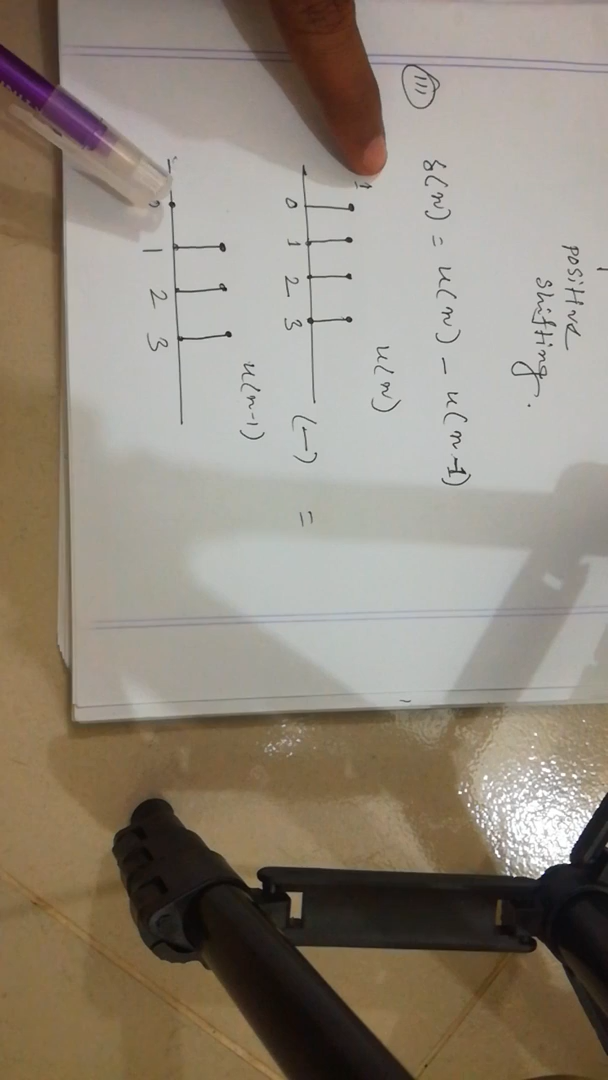 positive
shifting.
(III) δ(n) = u(n) - u(n-1)
1
u(n)
0 1 2 3 (-) =
u(n-1)
1 2 3